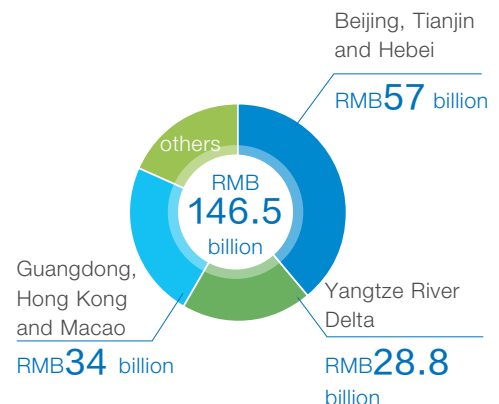 Beijing, Tianjin
and Hebei
RMB57 billion
others
RMB
146.5
billion
Guangdong,
Hong Kong
and Macao
RMB34 billion
Yangtze River
Delta
RMB28.8
billion